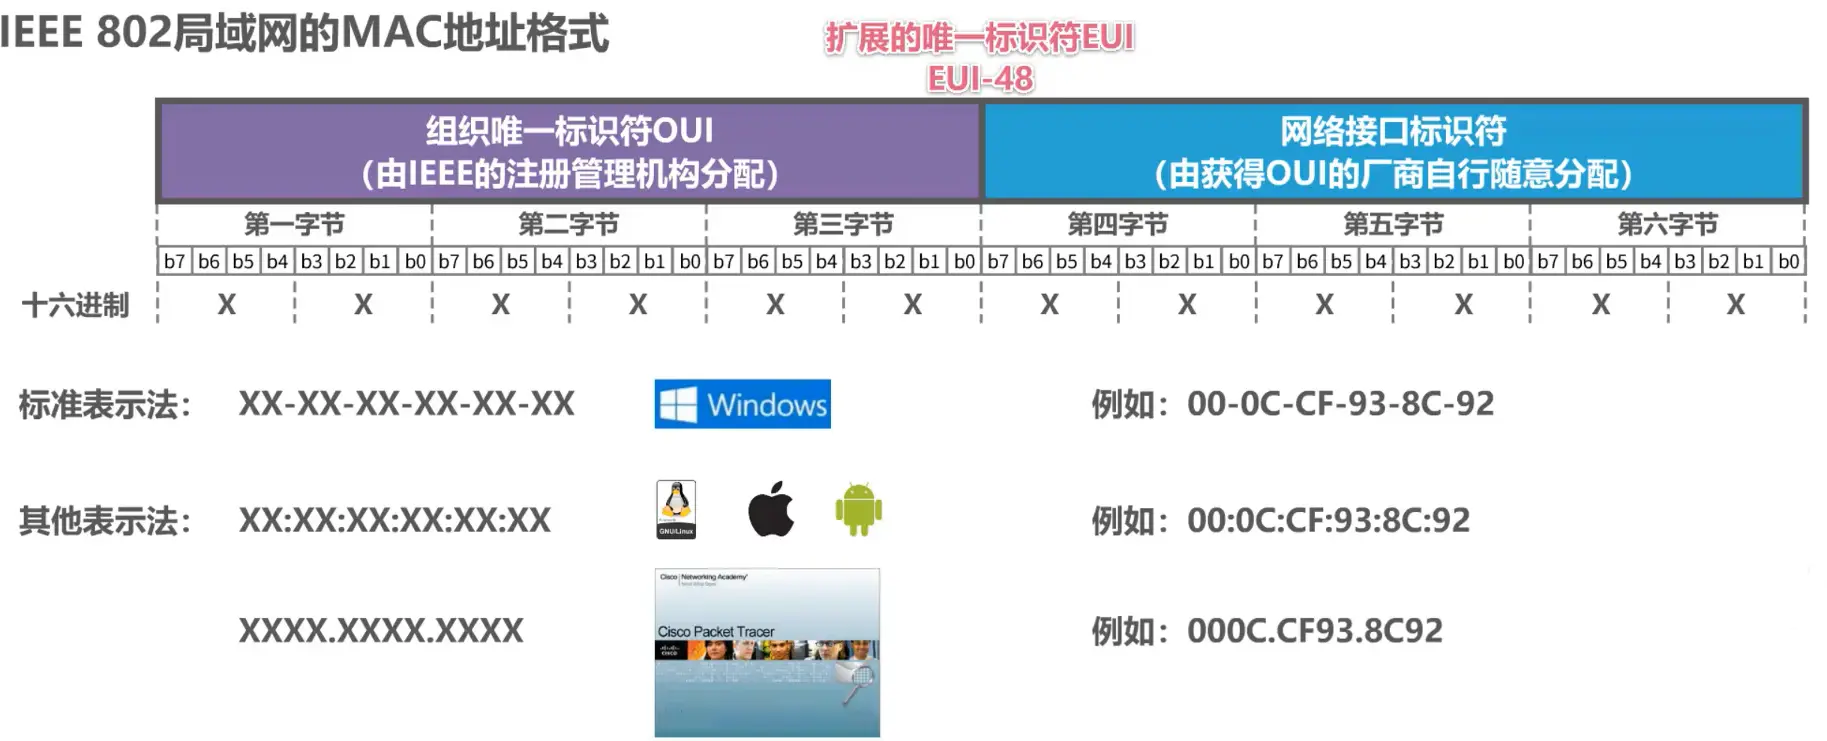 IEEE 802局域网的MAC地址格式
扩展的唯一标识符EUI
EUI-48
组织唯一标识符OUI
（由IEEE的注册管理机构分配）
网络接口标识符
（由获得OUI的厂商自行随意分配）
第一字节 第二字节 第三字节 第四字节 第五字节 第六字节
b7 b6 b5 b4 b3 b2 b1 b0 b7 b6 b5 b4 b3 b2 b1 b0 b7 b6 b5 b4 b3 b2 b1 b0 b7 b6 b5 b4 b3 b2 b1 b0 b7 b6 b5 b4 b3 b2 b1 b0 b7 b6 b5 b4 b3 b2 b1 b0
十六进制 X X X X X X X X X X X X
标准表示法： XX-XX-XX-XX-XX-XX Windows 例如：00-0C-CF-93-8C-92
其他表示法： XX:XX:XX:XX:XX:XX 例如：00:0C:CF:93:8C:92
GNU/Linux
Cisco Networking Academy
XXXX.XXXX.XXXX Cisco Packet Tracer 例如：000C.CF93.8C92
CISCO